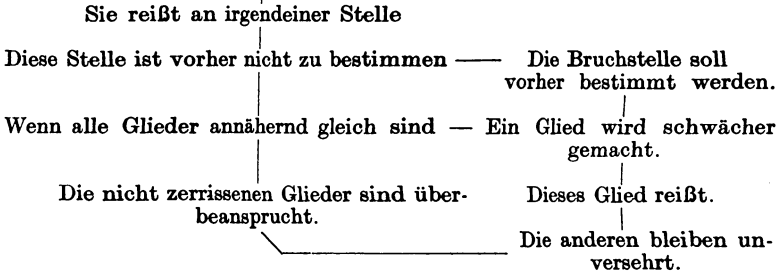 Sie reißt an irgendeiner Stelle
Diese Stelle ist vorher nicht zu bestimmen
Die Bruchstelle soll
vorher bestimmt werden.
Wenn alle Glieder annähernd gleich sind
Ein Glied wird schwächer
gemacht.
Die nicht zerrissenen Glieder sind über-
beansprucht.
Dieses Glied reißt.
Die anderen bleiben un-
versehrt.